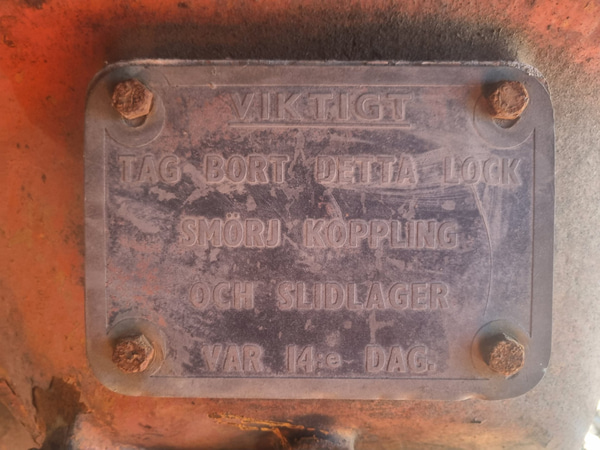 VIKTIGT
TAG BORT DETTA LOCK
SMÖRJ KOPPLING
OCH SLIDLAGER
VAR 14:e DAG